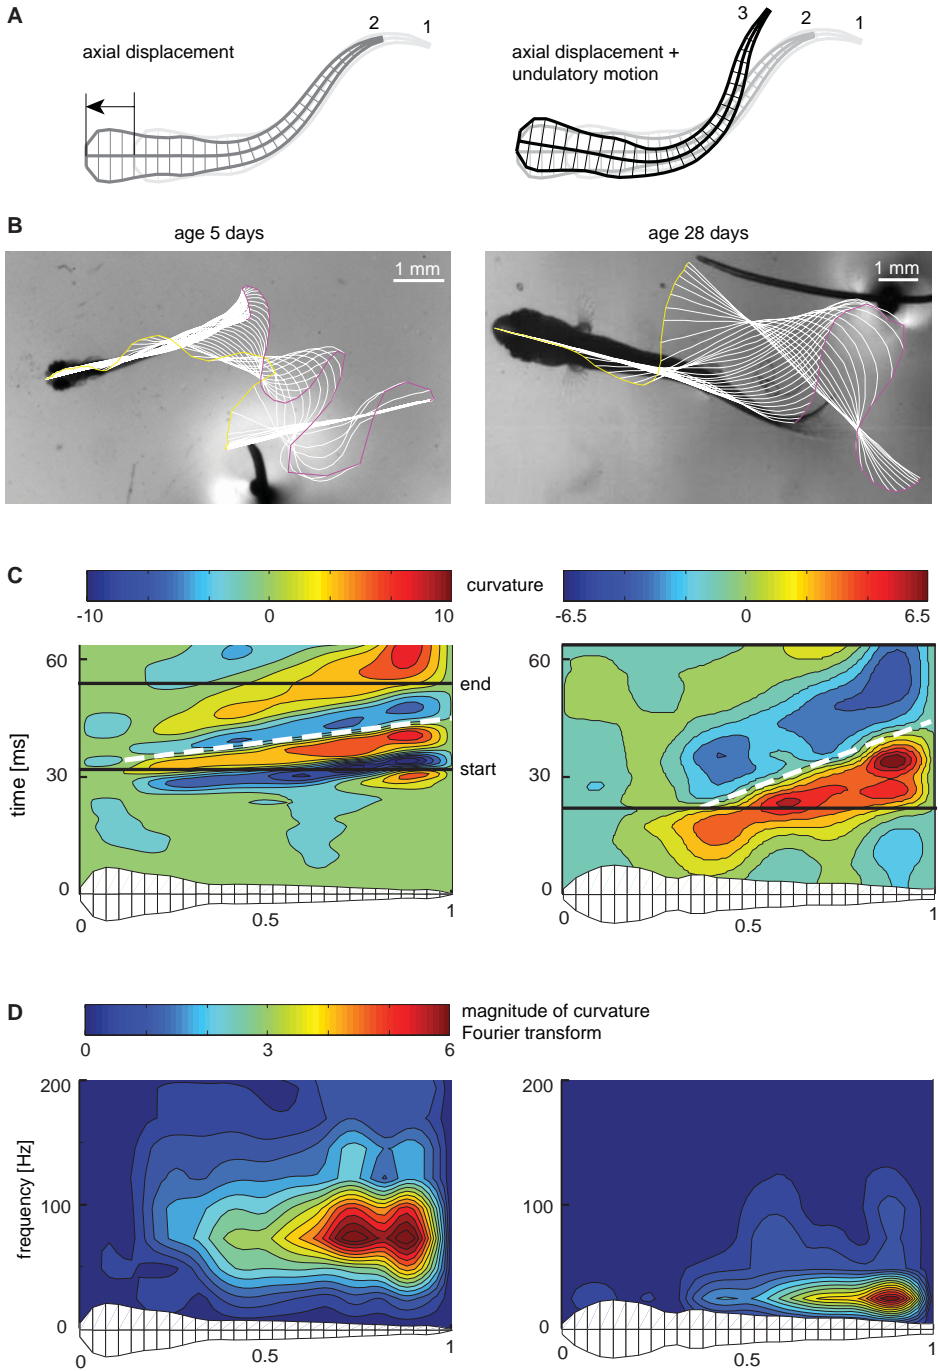 A
axial displacement
2
1
axial displacement +
undulatory motion
3
2
1
B
age 5 days
age 28 days
1 mm
1 mm
C
curvature
-10
0
10
-6.5
0
6.5
60
30
0
time [ms]
end
start
0
0.5
1
60
30
0
0
0.5
1
D
magnitude of curvature
Fourier transform
0
3
6
200
100
0
frequency [Hz]
0
0.5
1
200
100
0
0
0.5
1